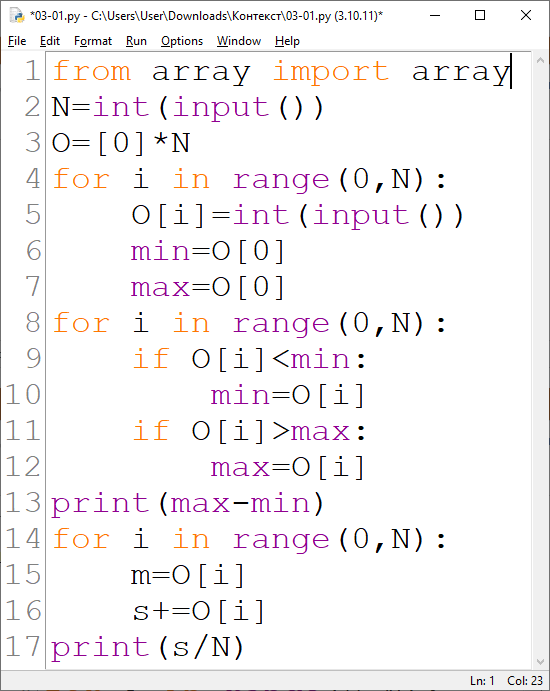 *03-01.py - C:\Users\User\Downloads\Контекст\03-01.py (3.10.11)*
File Edit Format Run Options Window Help
1 from array import array
2 N=int(input())
3 O=[0]*N
4 for i in range(0,N):
5     O[i]=int(input())
6     min=O[0]
7     max=O[0]
8 for i in range(0,N):
9     if O[i]<min:
10         min=O[i]
11     if O[i]>max:
12         max=O[i]
13 print(max-min)
14 for i in range(0,N):
15     m=O[i]
16     s+=O[i]
17 print(s/N)
Ln: 1 Col: 23